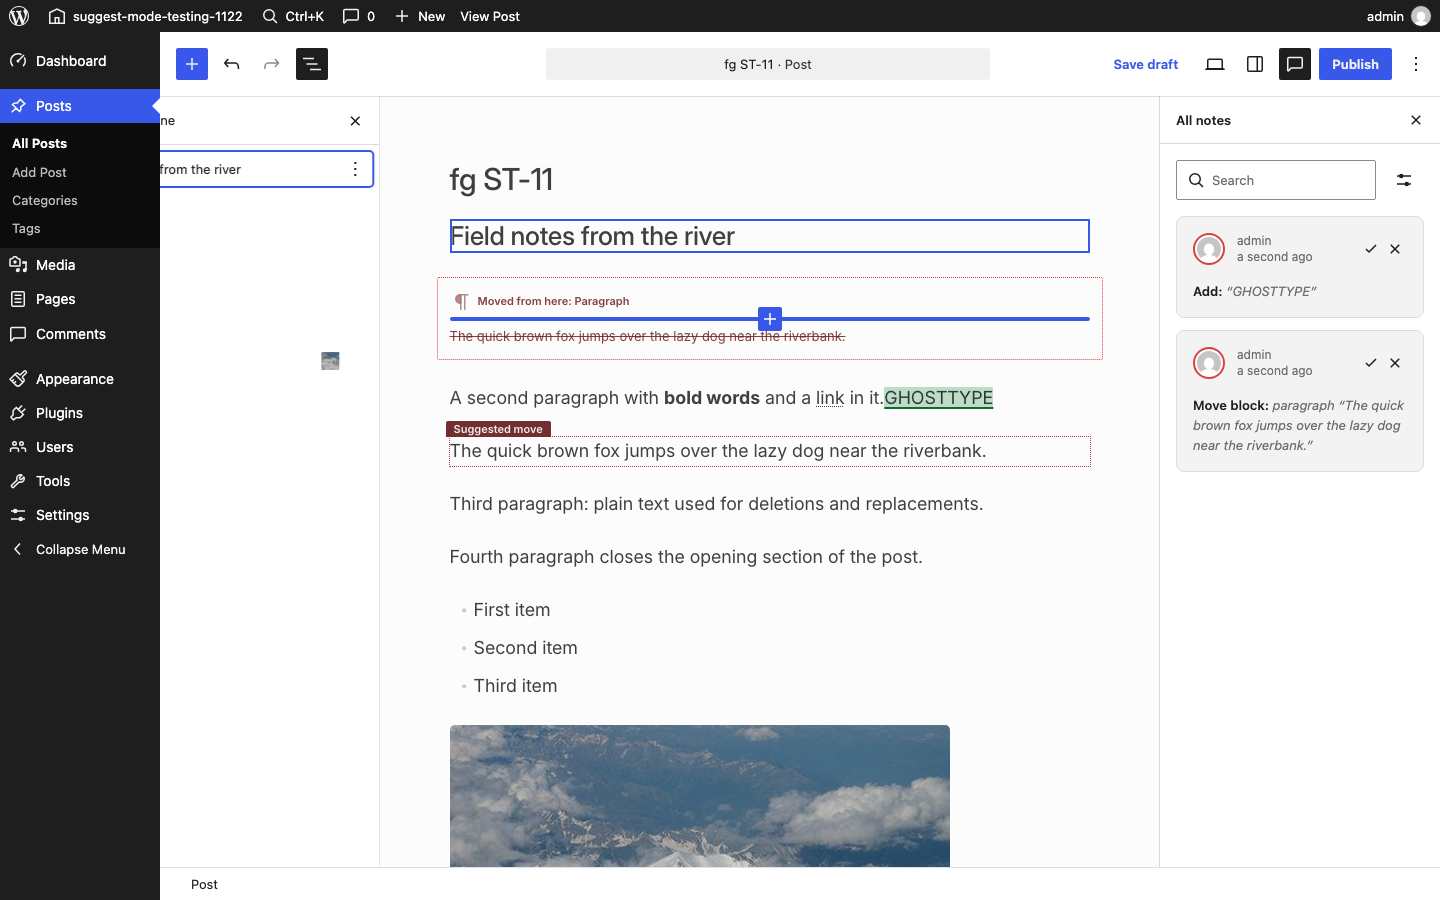 suggest-mode-testing-1122 Ctrl+K 0 New View Post admin
Dashboard
Posts
All Posts
Add Post
Categories
Tags
Media
Pages
Comments
Appearance
Plugins
Users
Tools
Settings
Collapse Menu
fg ST-11 · Post
Save draft
Publish
ne
from the river
fg ST-11
Field notes from the river
Moved from here: Paragraph
The quick brown fox jumps over the lazy dog near the riverbank.
A second paragraph with bold words and a link in it.GHOSTTYPE
Suggested move
The quick brown fox jumps over the lazy dog near the riverbank.
Third paragraph: plain text used for deletions and replacements.
Fourth paragraph closes the opening section of the post.
First item
Second item
Third item
All notes
Search
admin
a second ago
Add: “GHOSTTYPE”
admin
a second ago
Move block: paragraph “The quick
brown fox jumps over the lazy dog
near the riverbank.”
Post